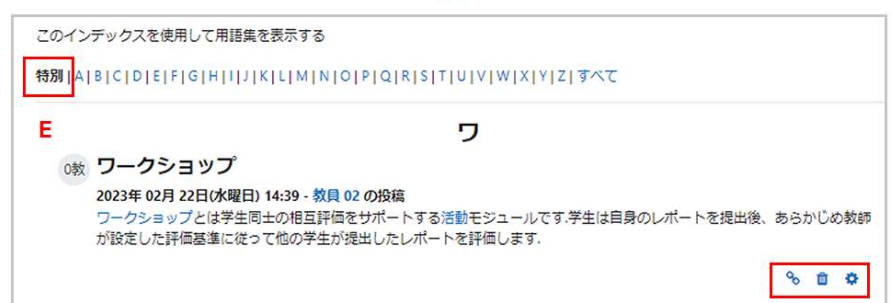 このインデックスを使用して用語集を表示する
特別 | A | B | C | D | E | F | G | H | I | J | K | L | M | N | O | P | Q | R | S | T | U | V | W | X | Y | Z | すべて
E
ワ
0教 ワークショップ
2023年 02月 22日(水曜日) 14:39 - 教員 02 の投稿
ワークショップとは学生同士の相互評価をサポートする活動モジュールです.学生は自身のレポートを提出後、あらかじめ教師
が設定した評価基準に従って他の学生が提出したレポートを評価します.